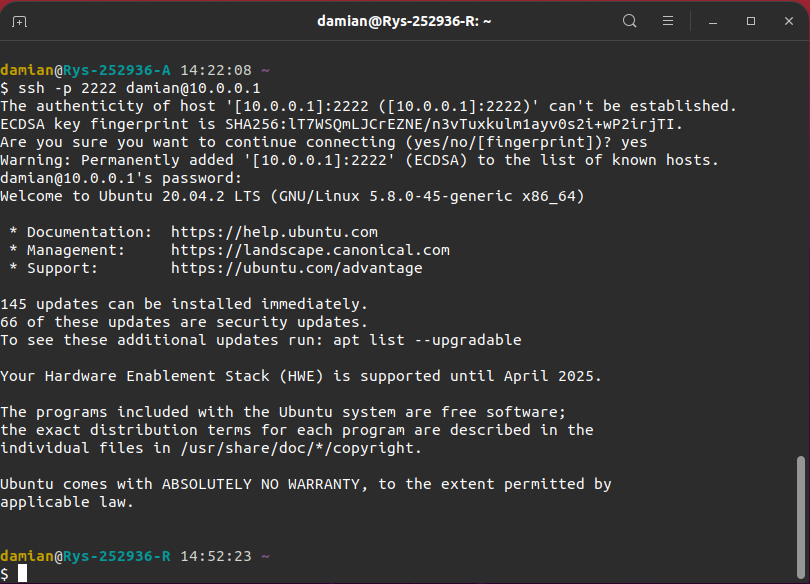 damian@Rys-252936-R: ~
damian@Rys-252936-A 14:22:08 ~
$ ssh -p 2222 damian@10.0.0.1
The authenticity of host '[10.0.0.1]:2222 ([10.0.0.1]:2222)' can't be established.
ECDSA key fingerprint is SHA256:lT7WSQmLJCrEZNE/n3vTuxkulm1ayv0s2i+wP2irjTI.
Are you sure you want to continue connecting (yes/no/[fingerprint])? yes
Warning: Permanently added '[10.0.0.1]:2222' (ECDSA) to the list of known hosts.
damian@10.0.0.1's password:
Welcome to Ubuntu 20.04.2 LTS (GNU/Linux 5.8.0-45-generic x86_64)
* Documentation:  https://help.ubuntu.com
* Management:     https://landscape.canonical.com
* Support:        https://ubuntu.com/advantage
145 updates can be installed immediately.
66 of these updates are security updates.
To see these additional updates run: apt list --upgradable
Your Hardware Enablement Stack (HWE) is supported until April 2025.
The programs included with the Ubuntu system are free software;
the exact distribution terms for each program are described in the
individual files in /usr/share/doc/*/copyright.
Ubuntu comes with ABSOLUTELY NO WARRANTY, to the extent permitted by
applicable law.
damian@Rys-252936-R 14:52:23 ~
$